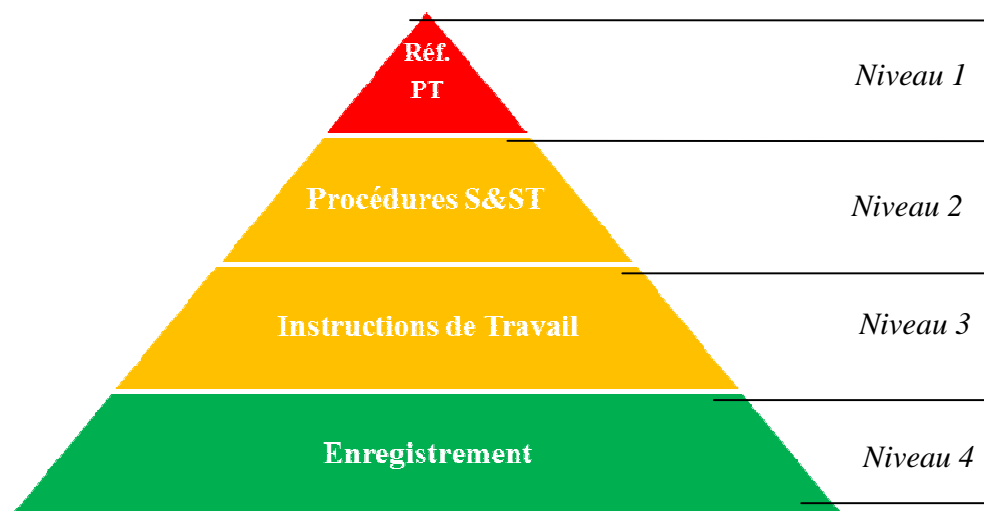 Réf.
PT
Niveau 1
Procédures S&ST
Niveau 2
Instructions de Travail
Niveau 3
Enregistrement
Niveau 4